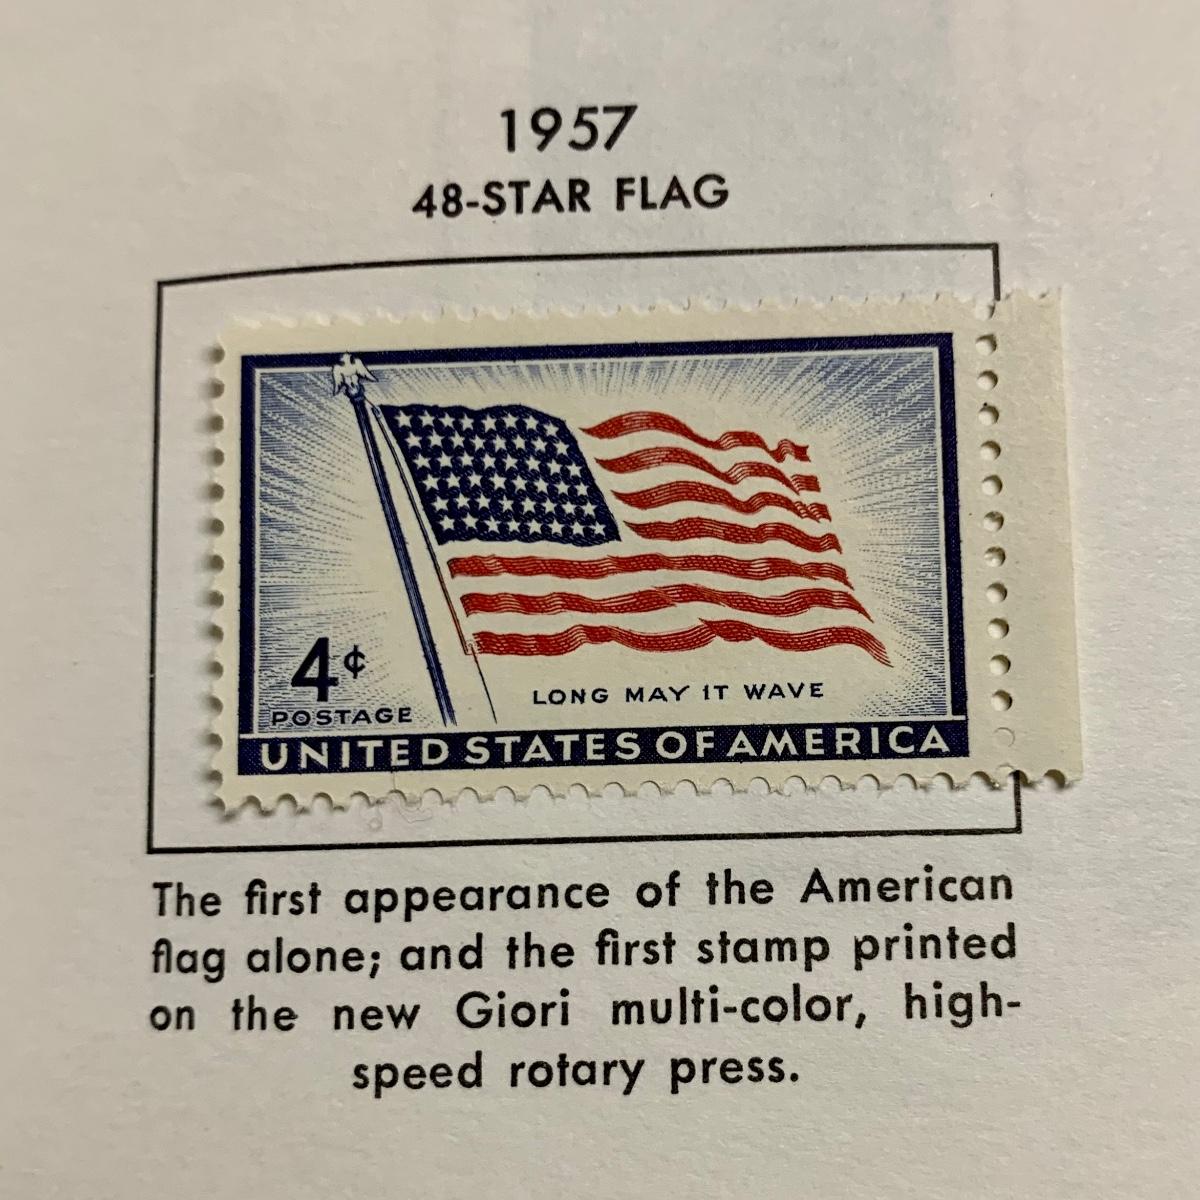 1957
48-STAR FLAG
4¢
POSTAGE
LONG MAY IT WAVE
UNITED STATES OF AMERICA
The first appearance of the American
flag alone; and the first stamp printed
on the new Giori multi-color, high-
speed rotary press.